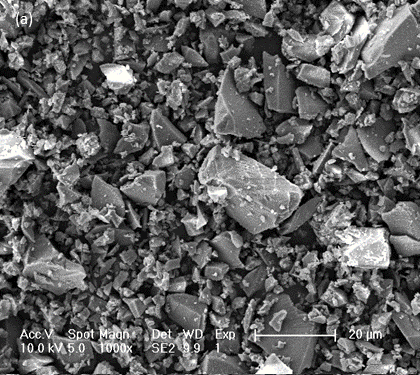 (a)
Acc.V Spot Magn Det WD Exp
10.0 kV 5.0 1000x SE2 9.9 1 20 μm